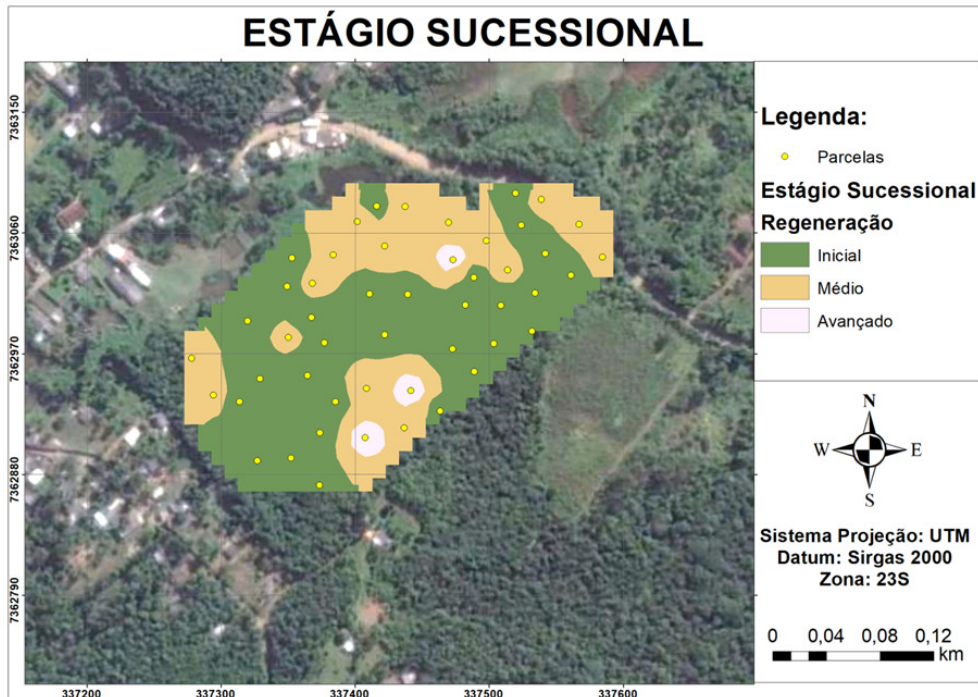 ESTÁGIO SUCESSIONAL
7363150
7363060
7362970
7362880
7362790
337200
337300
337400
337500
337600
Legenda:
Parcelas
Estágio Sucessional
Regeneração
Inicial
Médio
Avançado
N
W
E
S
Sistema Projeção: UTM
Datum: Sirgas 2000
Zona: 23S
0 0,04 0,08 0,12
km